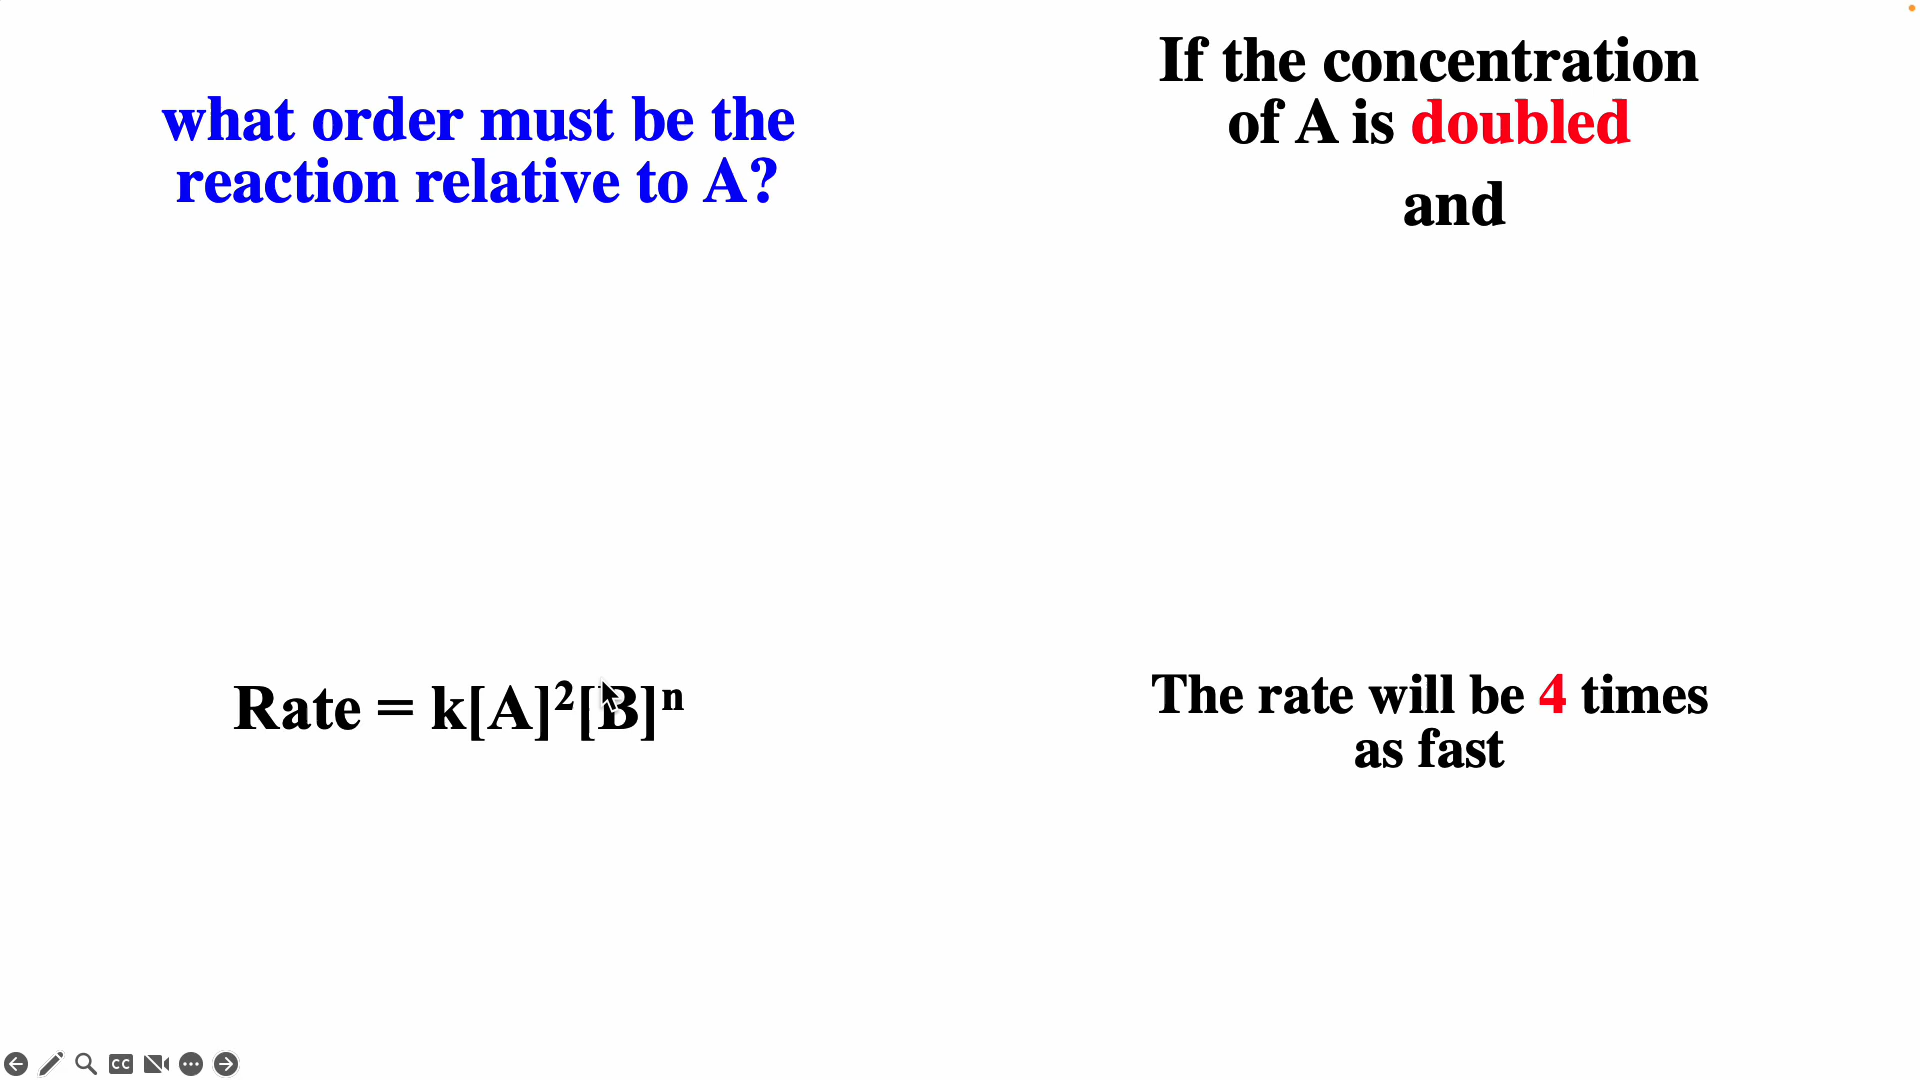 what order must be the
reaction relative to A?
If the concentration
of A is doubled
and
Rate = k[A]²[B]ⁿ
The rate will be 4 times
as fast
CC